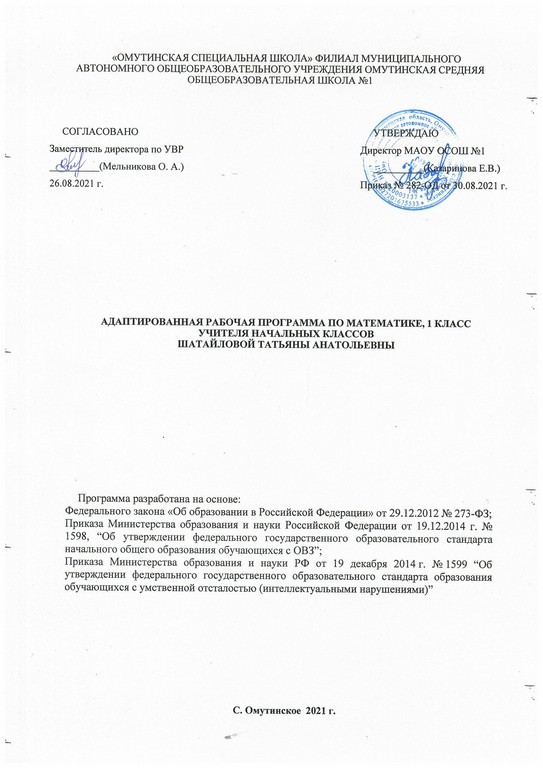 «ОМУТИНСКАЯ СПЕЦИАЛЬНАЯ ШКОЛА» ФИЛИАЛ МУНИЦИПАЛЬНОГО
АВТОНОМНОГО ОБЩЕОБРАЗОВАТЕЛЬНОГО УЧРЕЖДЕНИЯ ОМУТИНСКАЯ СРЕДНЯЯ
ОБЩЕОБРАЗОВАТЕЛЬНАЯ ШКОЛА №1
СОГЛАСОВАНО
УТВЕРЖДАЮ
Заместитель директора по УВР
Директор МАОУ ОСОШ №1
(Мельникова О. А.)
(Казаринова Е.В.)
26.08.2021 г.
Приказ № 282-ОД от 30.08.2021 г.
АДАПТИРОВАННАЯ РАБОЧАЯ ПРОГРАММА ПО МАТЕМАТИКЕ, 1 КЛАСС
УЧИТЕЛЯ НАЧАЛЬНЫХ КЛАССОВ
ШАТАЙЛОВОЙ ТАТЬЯНЫ АНАТОЛЬЕВНЫ
Программа разработана на основе:
Федерального закона «Об образовании в Российской Федерации» от 29.12.2012 № 273-ФЗ;
Приказа Министерства образования и науки Российской Федерации от 19.12.2014 г. №
1598, “Об утверждении федерального государственного образовательного стандарта
начального общего образования обучающихся с ОВЗ”;
Приказа Министерства образования и науки РФ от 19 декабря 2014 г. № 1599 “Об
утверждении федерального государственного образовательного стандарта образования
обучающихся с умственной отсталостью (интеллектуальными нарушениями)”
С. Омутинское 2021 г.